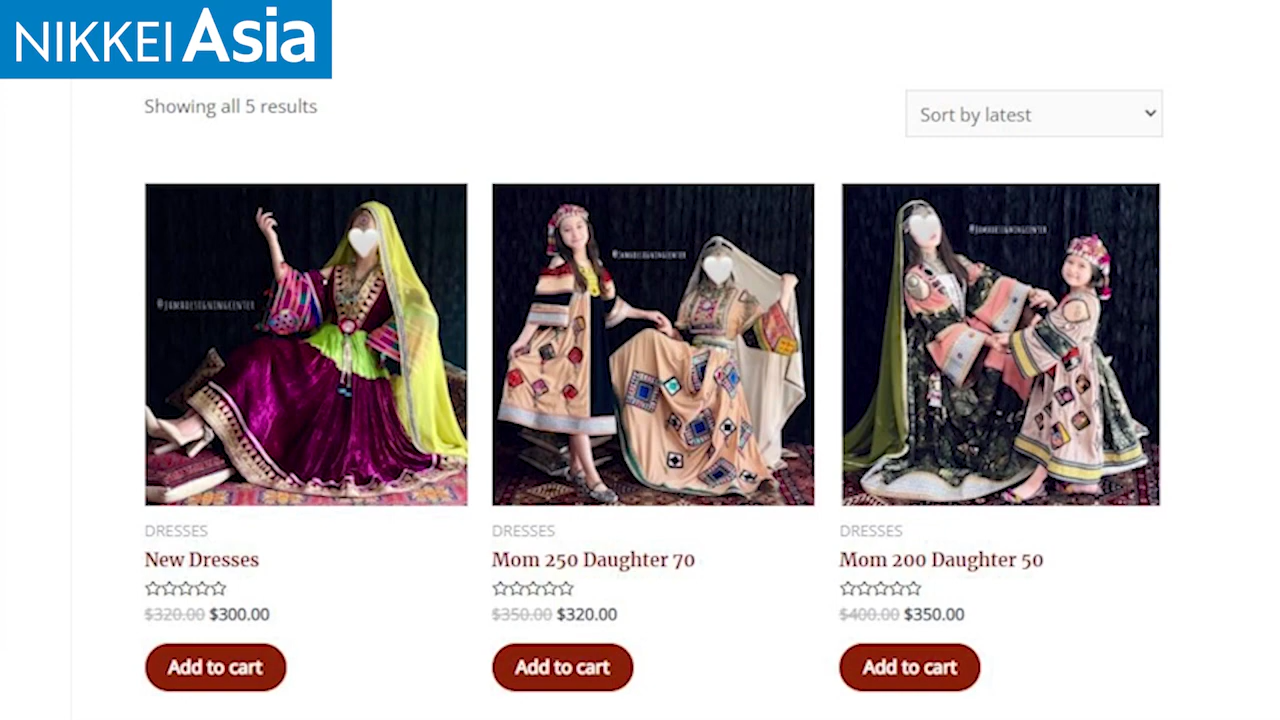 NIKKEI Asia
Showing all 5 results
Sort by latest
@JAMADESIGNINGCENTER
@JAMADESIGNINGCENTER
@JAMADESIGNINGCENTER
DRESSES
New Dresses
$320.00 $300.00
Add to cart
DRESSES
Mom 250 Daughter 70
$350.00 $320.00
Add to cart
DRESSES
Mom 200 Daughter 50
$400.00 $350.00
Add to cart